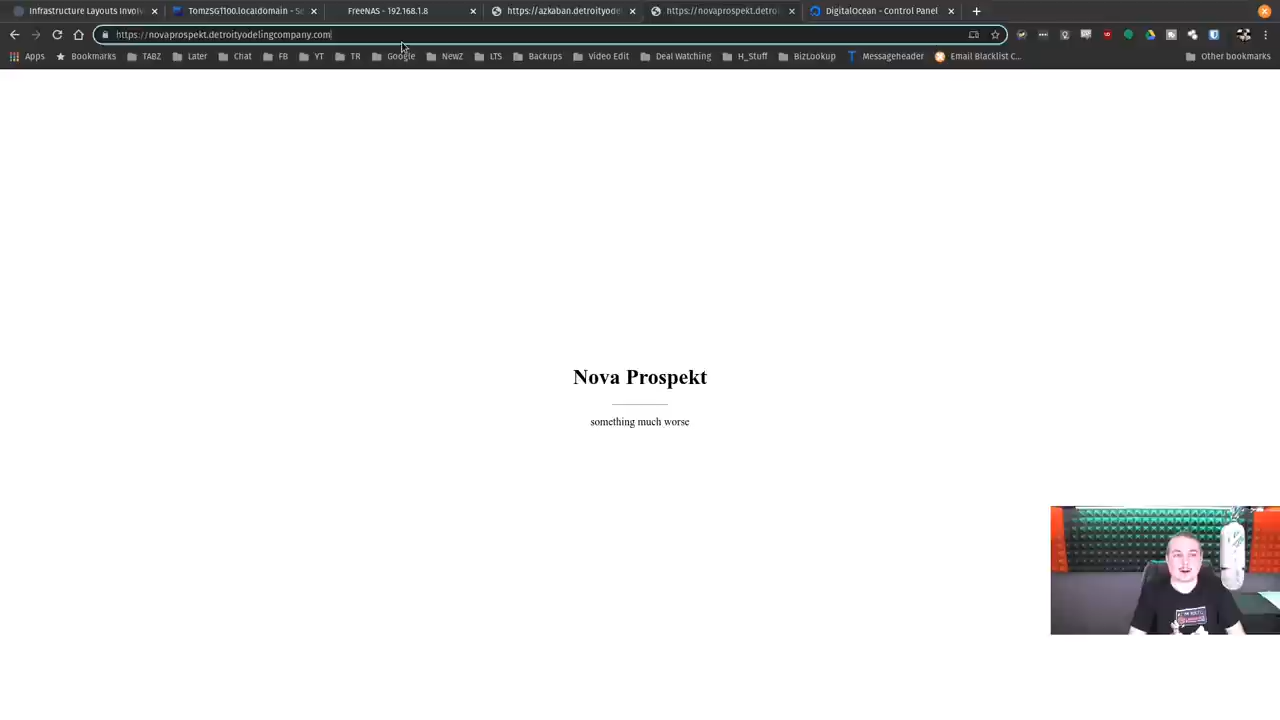 Infrastructure Layouts Involv
TomzSG1100.localdomain - Se
FreeNAS - 192.168.1.8
https://azkaban.detroityode
https://novaprospekt.detro
DigitalOcean - Control Panel
https://novaprospekt.detroityodelingcompany.com
Apps
Bookmarks
TABZ
Later
Chat
FB
YT
TR
Google
NewZ
LTS
Backups
Video Edit
Deal Watching
H_Stuff
BizLookup
Messageheader
Email Blacklist C...
Other bookmarks
Nova Prospekt
something much worse